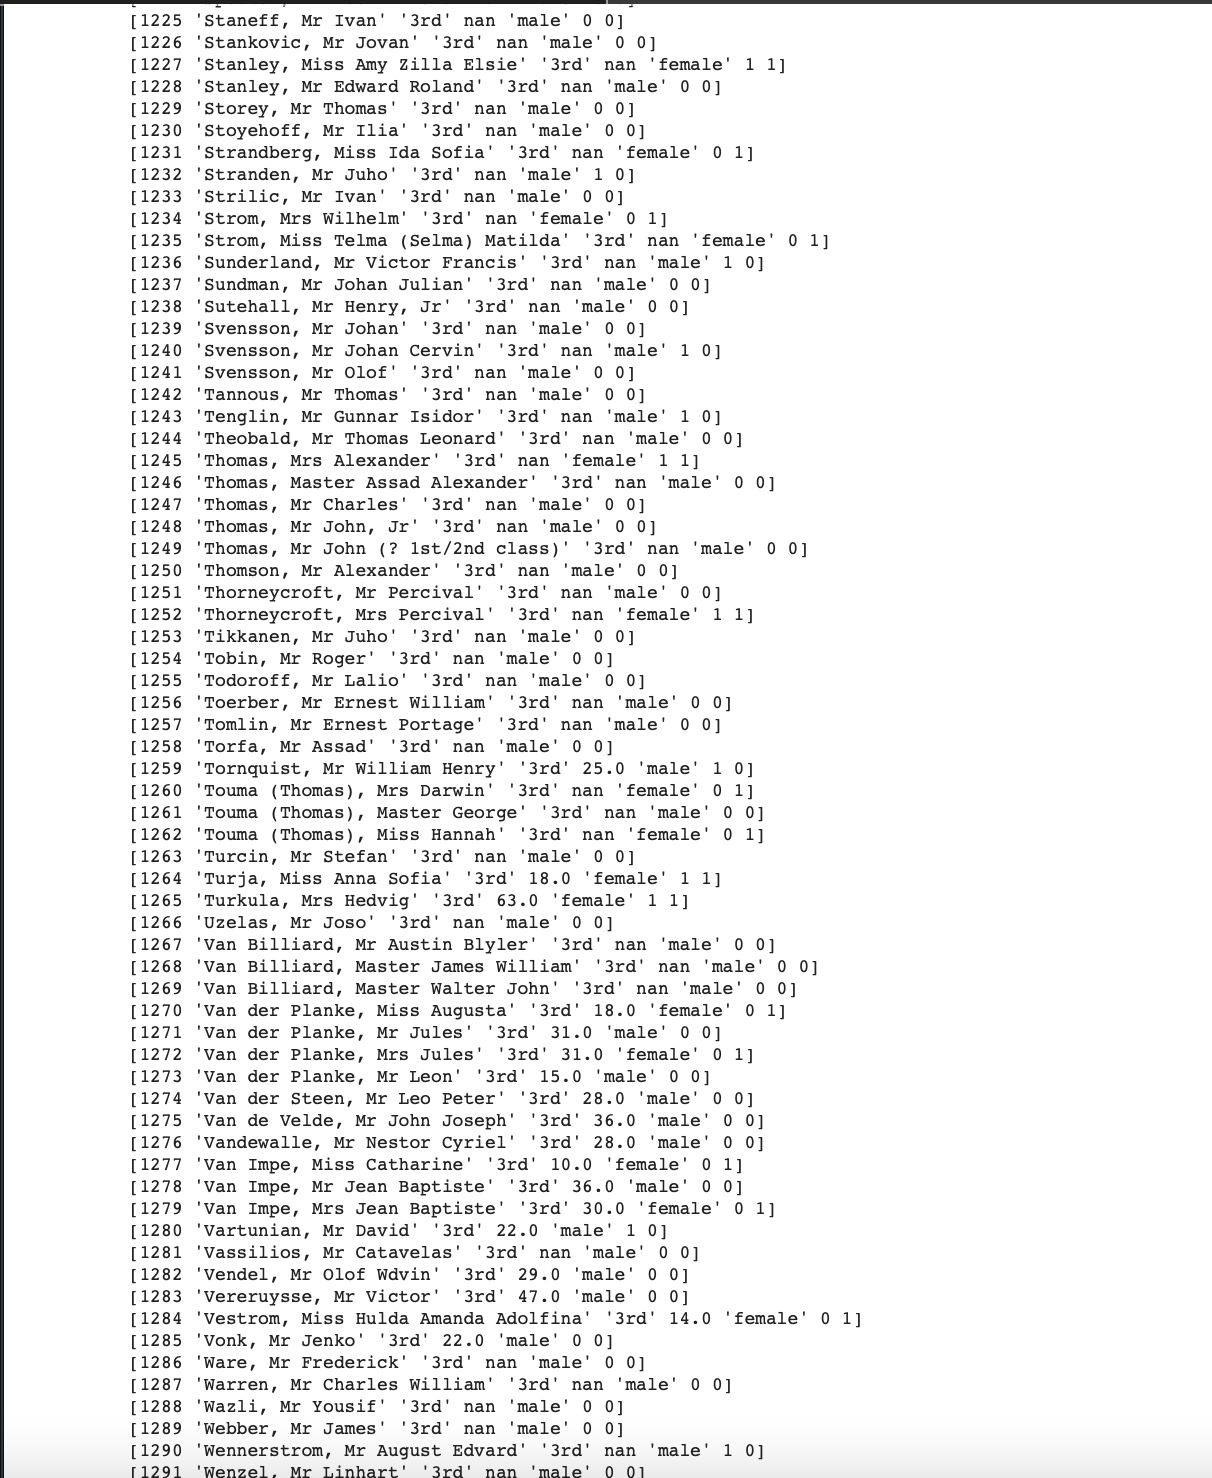 [1225 'Staneff, Mr Ivan' '3rd' nan 'male' 0 0]
[1226 'Stankovic, Mr Jovan' '3rd' nan 'male' 0 0]
[1227 'Stanley, Miss Amy Zilla Elsie' '3rd' nan 'female' 1 1]
[1228 'Stanley, Mr Edward Roland' '3rd' nan 'male' 0 0]
[1229 'Storey, Mr Thomas' '3rd' nan 'male' 0 0]
[1230 'Stoyehoff, Mr Ilia' '3rd' nan 'male' 0 0]
[1231 'Strandberg, Miss Ida Sofia' '3rd' nan 'female' 0 1]
[1232 'Stranden, Mr Juho' '3rd' nan 'male' 1 0]
[1233 'Strilic, Mr Ivan' '3rd' nan 'male' 0 0]
[1234 'Strom, Mrs Wilhelm' '3rd' nan 'female' 0 1]
[1235 'Strom, Miss Telma (Selma) Matilda' '3rd' nan 'female' 0 1]
[1236 'Sunderland, Mr Victor Francis' '3rd' nan 'male' 1 0]
[1237 'Sundman, Mr Johan Julian' '3rd' nan 'male' 0 0]
[1238 'Sutehall, Mr Henry, Jr' '3rd' nan 'male' 0 0]
[1239 'Svensson, Mr Johan' '3rd' nan 'male' 0 0]
[1240 'Svensson, Mr Johan Cervin' '3rd' nan 'male' 1 0]
[1241 'Svensson, Mr Olof' '3rd' nan 'male' 0 0]
[1242 'Tannous, Mr Thomas' '3rd' nan 'male' 0 0]
[1243 'Tenglin, Mr Gunnar Isidor' '3rd' nan 'male' 1 0]
[1244 'Theobald, Mr Thomas Leonard' '3rd' nan 'male' 0 0]
[1245 'Thomas, Mrs Alexander' '3rd' nan 'female' 1 1]
[1246 'Thomas, Master Assad Alexander' '3rd' nan 'male' 0 0]
[1247 'Thomas, Mr Charles' '3rd' nan 'male' 0 0]
[1248 'Thomas, Mr John, Jr' '3rd' nan 'male' 0 0]
[1249 'Thomas, Mr John (? 1st/2nd class)' '3rd' nan 'male' 0 0]
[1250 'Thomson, Mr Alexander' '3rd' nan 'male' 0 0]
[1251 'Thorneycroft, Mr Percival' '3rd' nan 'male' 0 0]
[1252 'Thorneycroft, Mrs Percival' '3rd' nan 'female' 1 1]
[1253 'Tikkanen, Mr Juho' '3rd' nan 'male' 0 0]
[1254 'Tobin, Mr Roger' '3rd' nan 'male' 0 0]
[1255 'Todoroff, Mr Lalio' '3rd' nan 'male' 0 0]
[1256 'Toerber, Mr Ernest William' '3rd' nan 'male' 0 0]
[1257 'Tomlin, Mr Ernest Portage' '3rd' nan 'male' 0 0]
[1258 'Torfa, Mr Assad' '3rd' nan 'male' 0 0]
[1259 'Tornquist, Mr William Henry' '3rd' 25.0 'male' 1 0]
[1260 'Touma (Thomas), Mrs Darwin' '3rd' nan 'female' 0 1]
[1261 'Touma (Thomas), Master George' '3rd' nan 'male' 0 0]
[1262 'Touma (Thomas), Miss Hannah' '3rd' nan 'female' 0 1]
[1263 'Turcin, Mr Stefan' '3rd' nan 'male' 0 0]
[1264 'Turja, Miss Anna Sofia' '3rd' 18.0 'female' 1 1]
[1265 'Turkula, Mrs Hedvig' '3rd' 63.0 'female' 1 1]
[1266 'Uzelas, Mr Joso' '3rd' nan 'male' 0 0]
[1267 'Van Billiard, Mr Austin Blyler' '3rd' nan 'male' 0 0]
[1268 'Van Billiard, Master James William' '3rd' nan 'male' 0 0]
[1269 'Van Billiard, Master Walter John' '3rd' nan 'male' 0 0]
[1270 'Van der Planke, Miss Augusta' '3rd' 18.0 'female' 0 1]
[1271 'Van der Planke, Mr Jules' '3rd' 31.0 'male' 0 0]
[1272 'Van der Planke, Mrs Jules' '3rd' 31.0 'female' 0 1]
[1273 'Van der Planke, Mr Leon' '3rd' 15.0 'male' 0 0]
[1274 'Van der Steen, Mr Leo Peter' '3rd' 28.0 'male' 0 0]
[1275 'Van de Velde, Mr John Joseph' '3rd' 36.0 'male' 0 0]
[1276 'Vandewalle, Mr Nestor Cyriel' '3rd' 28.0 'male' 0 0]
[1277 'Van Impe, Miss Catharine' '3rd' 10.0 'female' 0 1]
[1278 'Van Impe, Mr Jean Baptiste' '3rd' 36.0 'male' 0 0]
[1279 'Van Impe, Mrs Jean Baptiste' '3rd' 30.0 'female' 0 1]
[1280 'Vartunian, Mr David' '3rd' 22.0 'male' 1 0]
[1281 'Vassilios, Mr Catavelas' '3rd' nan 'male' 0 0]
[1282 'Vendel, Mr Olof Wdvin' '3rd' 29.0 'male' 0 0]
[1283 'Vereruysse, Mr Victor' '3rd' 47.0 'male' 0 0]
[1284 'Vestrom, Miss Hulda Amanda Adolfina' '3rd' 14.0 'female' 0 1]
[1285 'Vonk, Mr Jenko' '3rd' 22.0 'male' 0 0]
[1286 'Ware, Mr Frederick' '3rd' nan 'male' 0 0]
[1287 'Warren, Mr Charles William' '3rd' nan 'male' 0 0]
[1288 'Wazli, Mr Yousif' '3rd' nan 'male' 0 0]
[1289 'Webber, Mr James' '3rd' nan 'male' 0 0]
[1290 'Wennerstrom, Mr August Edvard' '3rd' nan 'male' 1 0]
[1291 'Wenzel, Mr Linhart' '3rd' nan 'male' 0 0]